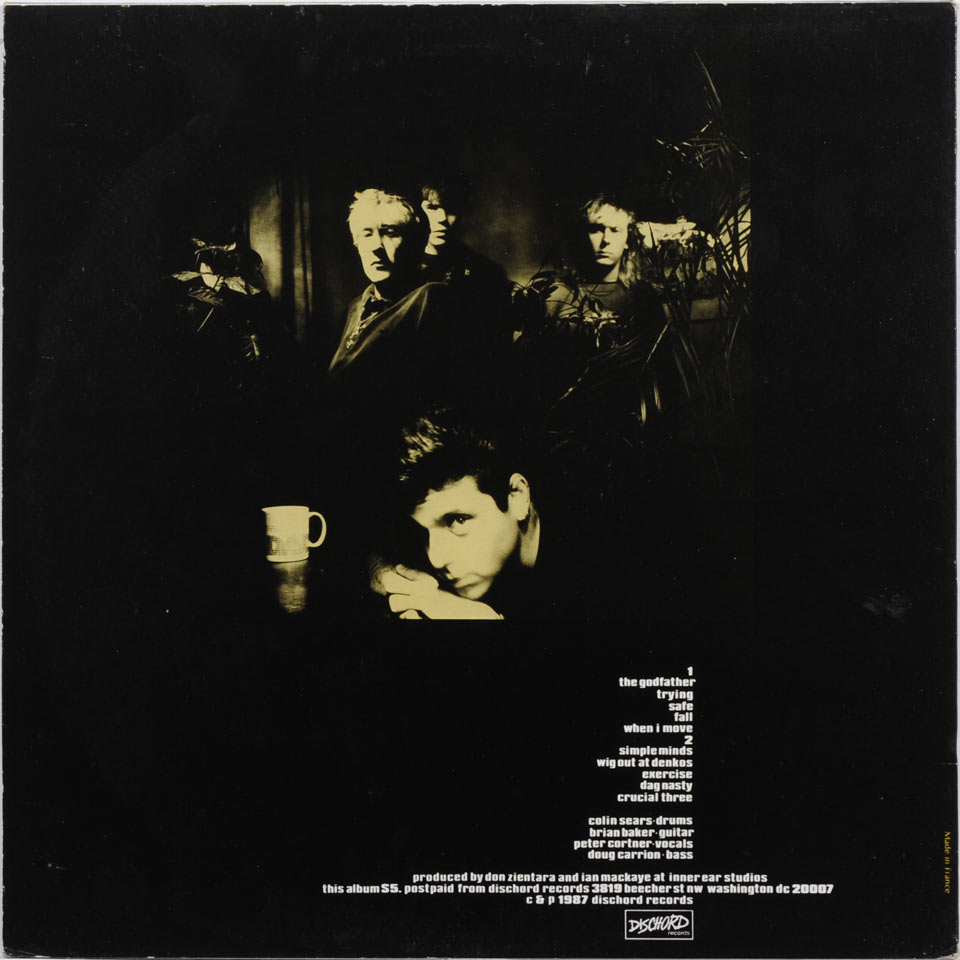 1
the godfather
trying
safe
fall
when i move
2
simple minds
wig out at denkos
exercise
dag nasty
crucial three
colin sears·drums
brian baker·guitar
peter cortner·vocals
doug carrion·bass
produced by don zientara and ian mackaye at inner ear studios
this album $5. postpaid from dischord records 3819 beecher st nw washington dc 20007
c & p 1987 dischord records
DISCHORD
records
Made in France